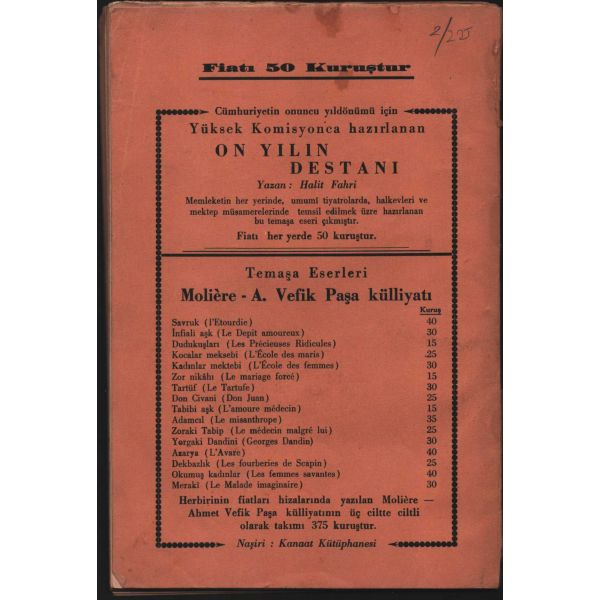 2/255
Fiatı 50 Kuruştur
Cümhuriyetin onuncu yıldönümü için
Yüksek Komisyonca hazırlanan
ON YILIN
DESTANI
Yazan : Halit Fahri
Memleketin her yerinde, umumî tiyatrolarda, halkevleri ve
mektep müsamerelerinde temsil edilmek üzre hazırlanan
bu temaşa eseri çıkmıştır.
Fiatı her yerde 50 kuruştur.
Temaşa Eserleri
Molière - A. Vefik Paşa külliyatı
Kuruş
Savruk (l'Etourdie) 40
İnfiali aşk (Le Depit amoureux) 30
Dudukuşları (Les Précieuses Ridicules) 15
Kocalar meksebi (L'École des maris) 25
Kadınlar mektebi (L'École des femmes) 30
Zor nikâhı (Le mariage foreé) 15
Tartüf (Le Tartufe) 30
Don Civani (Don Juan) 25
Tabibi aşk (L'amoure médecin) 15
Adamcıl (Le misanthrope) 35
Zoraki Tabîp (Le médecin malgré lui) 25
Yorgaki Dandini (Georges Dandin) 30
Azarya (L'Avare) 40
Dekbazlık (Les fourberies de Scapin) 25
Okumuş kadınlar (Les femmes savantes) 40
Merakî (Le Malade imaginaire) 30
Herbirinin fiatları hizalarında yazılan Molière —
Ahmet Vefik Paşa külliyatının üç ciltte ciltli
olarak takımı 375 kuruştur.
Naşiri : Kanaat Kütüphanesi